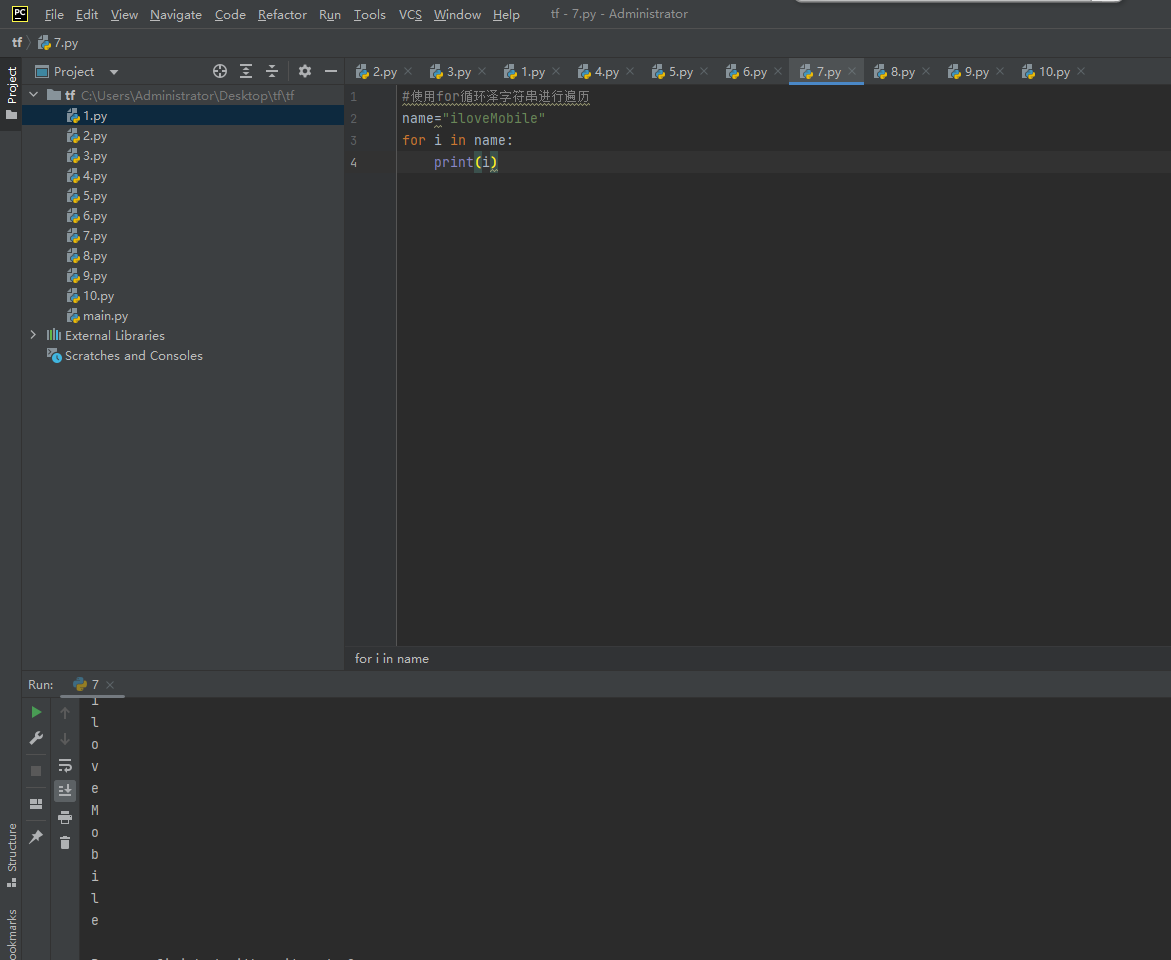 PC File Edit View Navigate Code Refactor Run Tools VCS Window Help tf - 7.py - Administrator
tf 7.py
Project
Project
2.py 3.py 1.py 4.py 5.py 6.py 7.py 8.py 9.py 10.py
tf C:\Users\Administrator\Desktop\tf\tf
1.py
2.py
3.py
4.py
5.py
6.py
7.py
8.py
9.py
10.py
main.py
External Libraries
Scratches and Consoles
1 #使用for循环泽字符串进行遍历
2 name="iloveMobile"
3 for i in name:
4 print(i)
for i in name
Run: 7
i
l
o
v
e
M
o
b
i
l
e
Structure